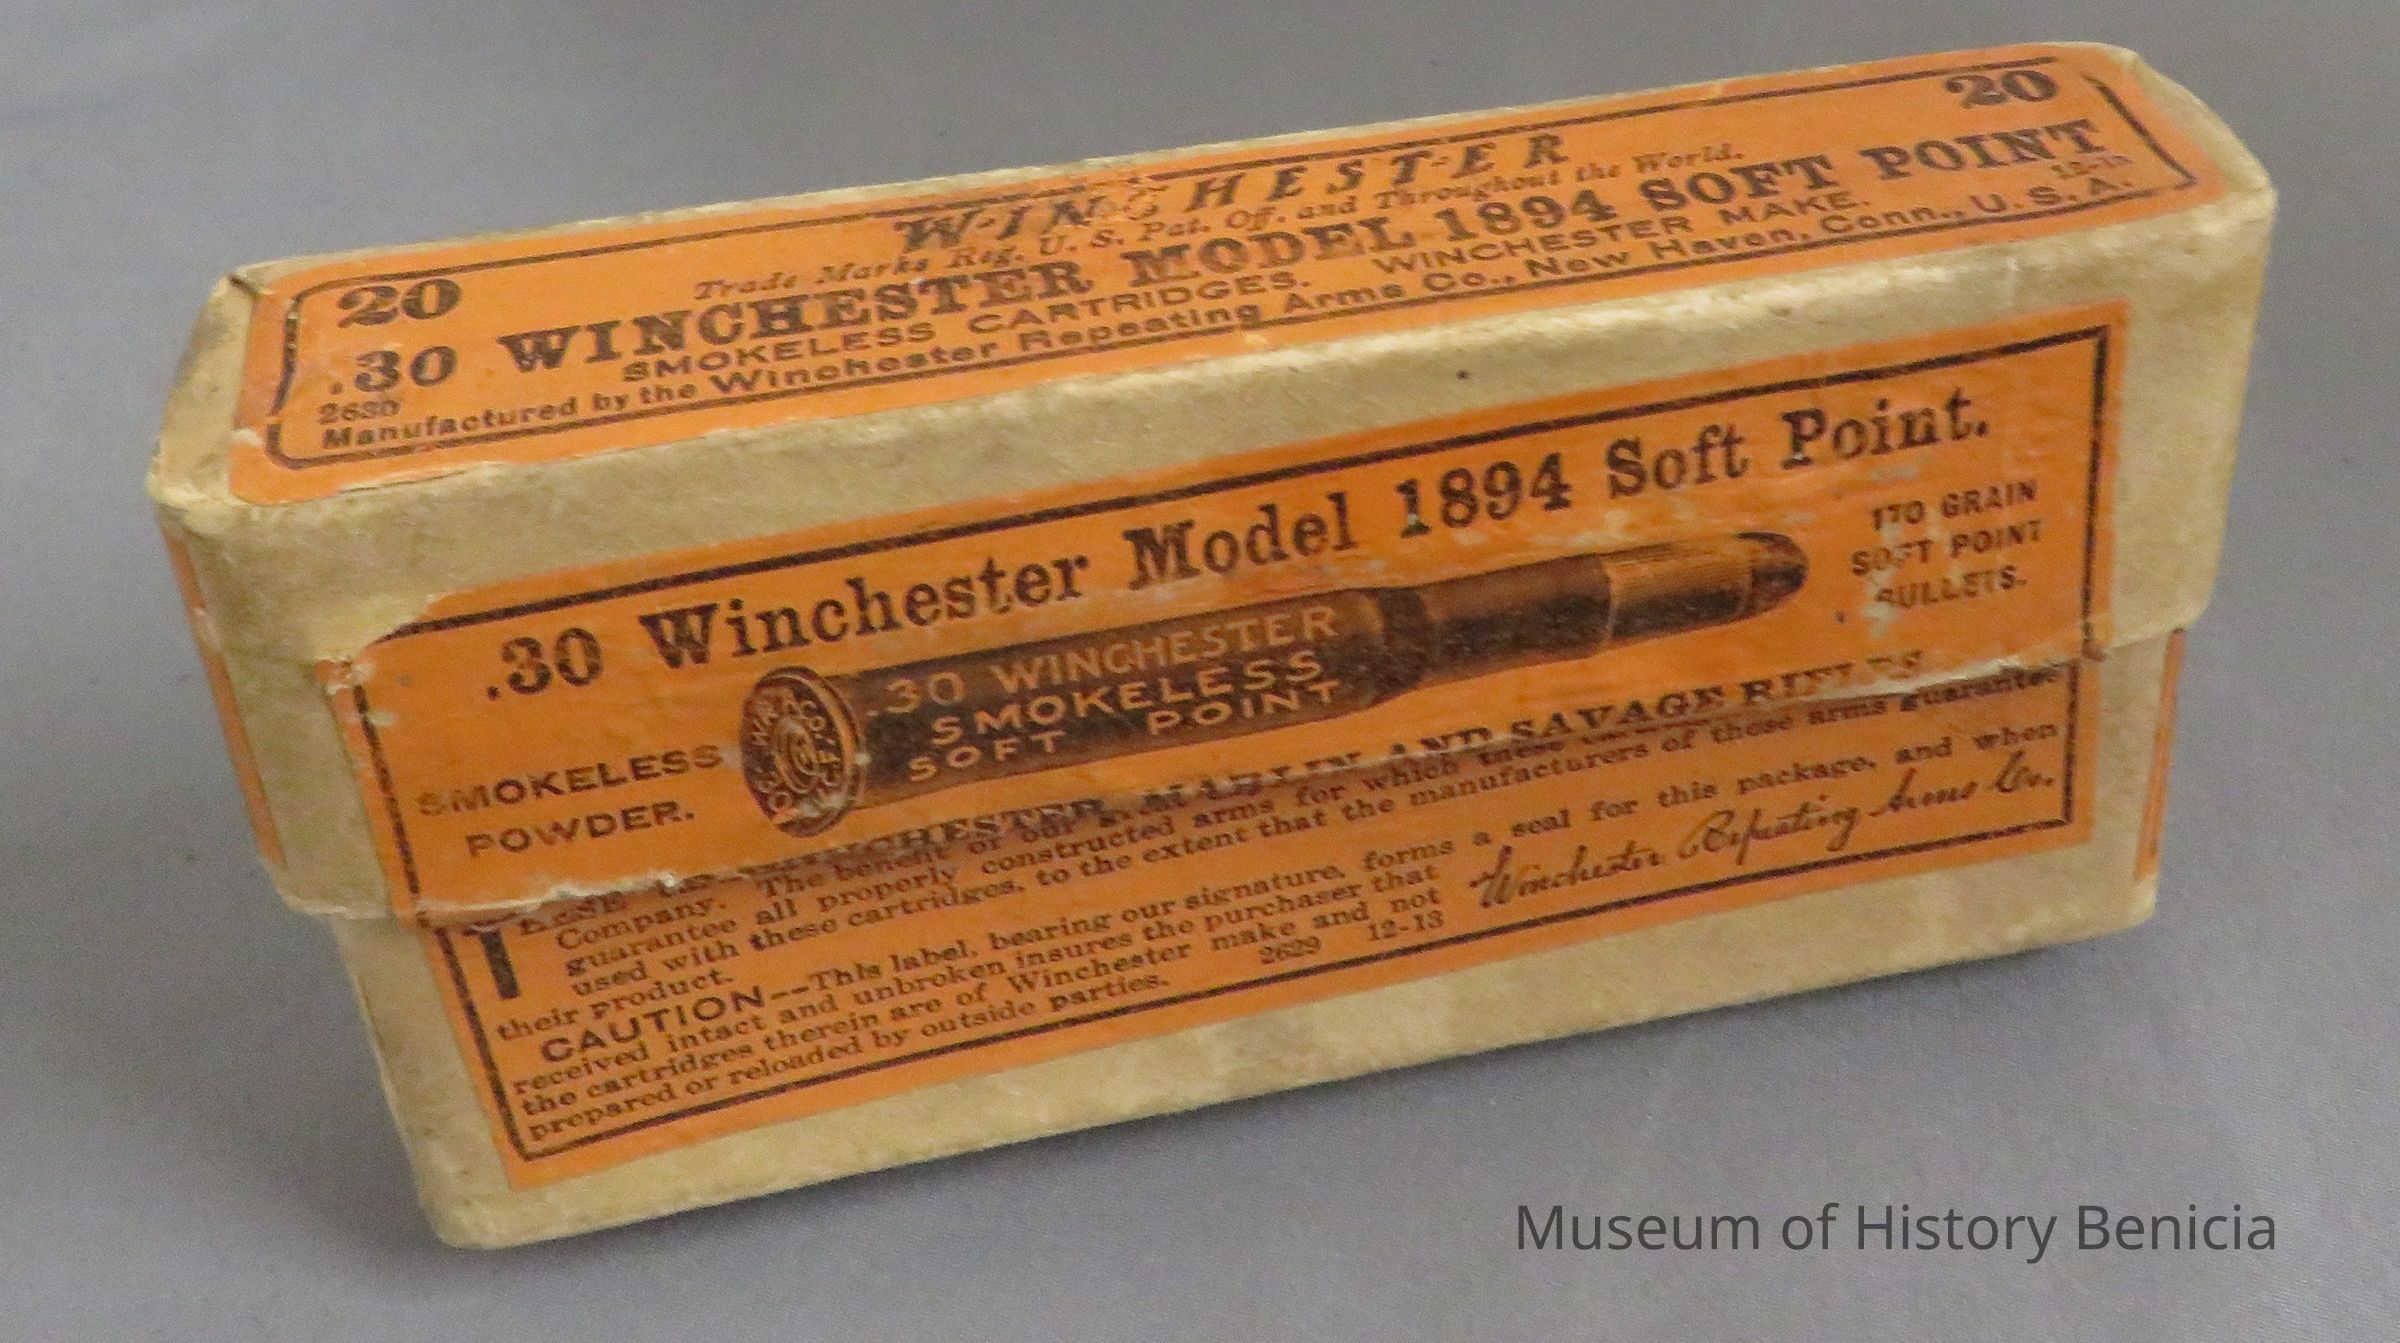 20 WINCHESTER 20
Trade Marks Reg. U. S. Pat. Off. and Throughout the World.
.30 WINCHESTER MODEL 1894 SOFT POINT
SMOKELESS CARTRIDGES. WINCHESTER MAKE.
2630
Manufactured by the Winchester Repeating Arms Co., New Haven, Conn., U. S. A.
.30 Winchester Model 1894 Soft Point.
170 GRAIN
SOFT POINT
BULLETS.
.30 WINCHESTER
SMOKELESS
SOFT POINT
SMOKELESS
POWDER.
WINCHESTER, MARLIN AND SAVAGE RIFLES
Company. The benefit of our
guarantee all properly constructed arms for which these
used with these cartridges, to the extent that the manufacturers of these arms guarantee
their product.
CAUTION--This label, bearing our signature, forms a seal for this package, and when
received intact and unbroken insures the purchaser that
the cartridges therein are of Winchester make and not
prepared or reloaded by outside parties. 2629 12-13
Winchester Repeating Arms Co.
Museum of History Benicia